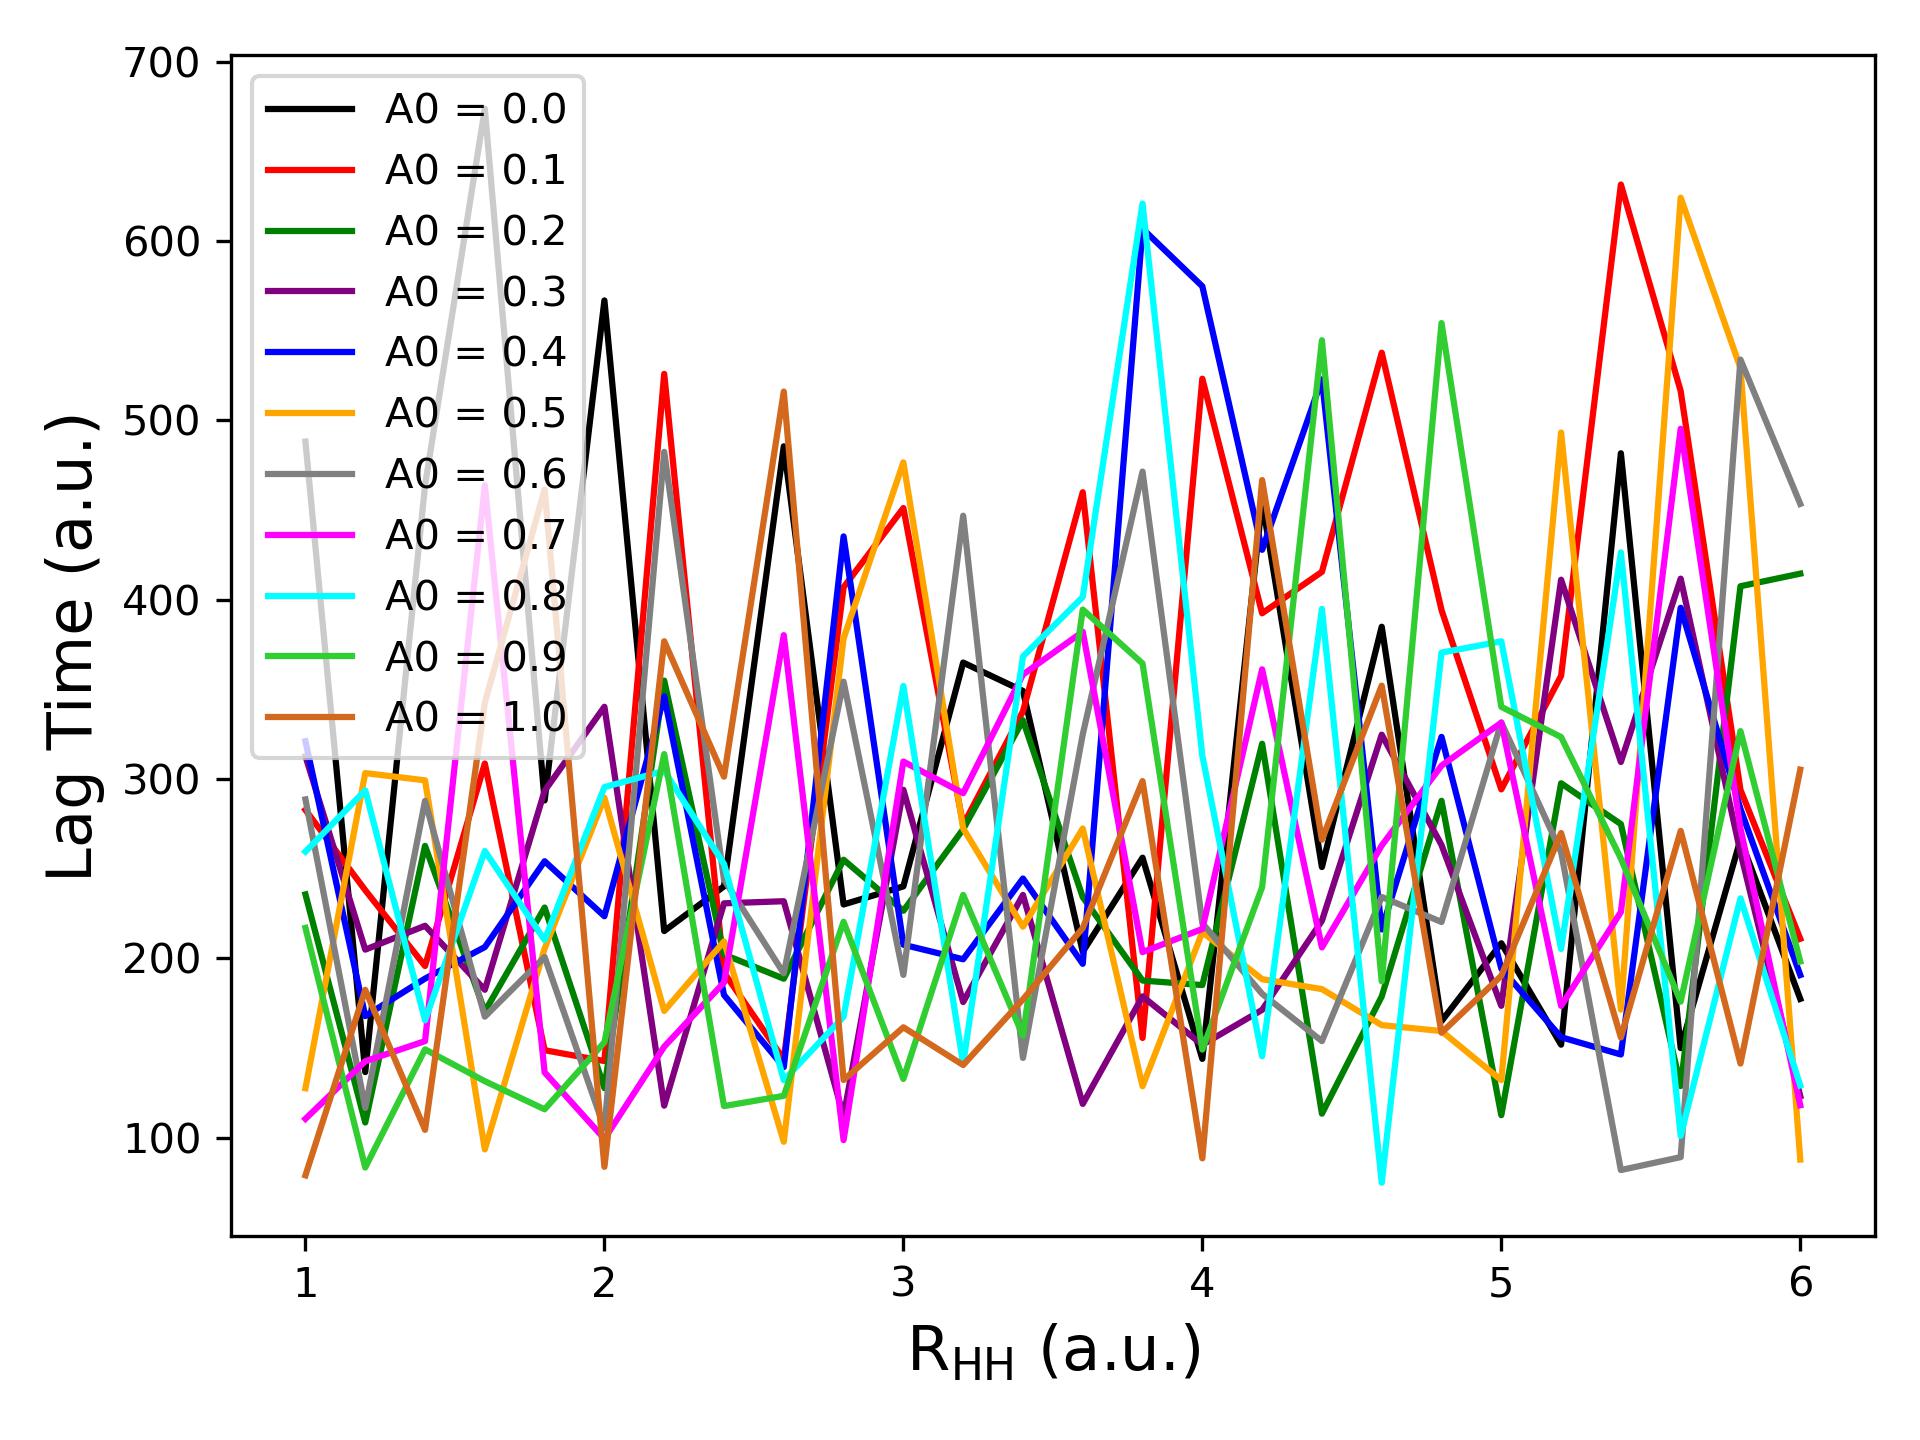 700
600
500
400
300
200
100
Lag Time (a.u.)
A0 = 0.0
A0 = 0.1
A0 = 0.2
A0 = 0.3
A0 = 0.4
A0 = 0.5
A0 = 0.6
A0 = 0.7
A0 = 0.8
A0 = 0.9
A0 = 1.0
1 2 3 4 5 6
R_HH (a.u.)